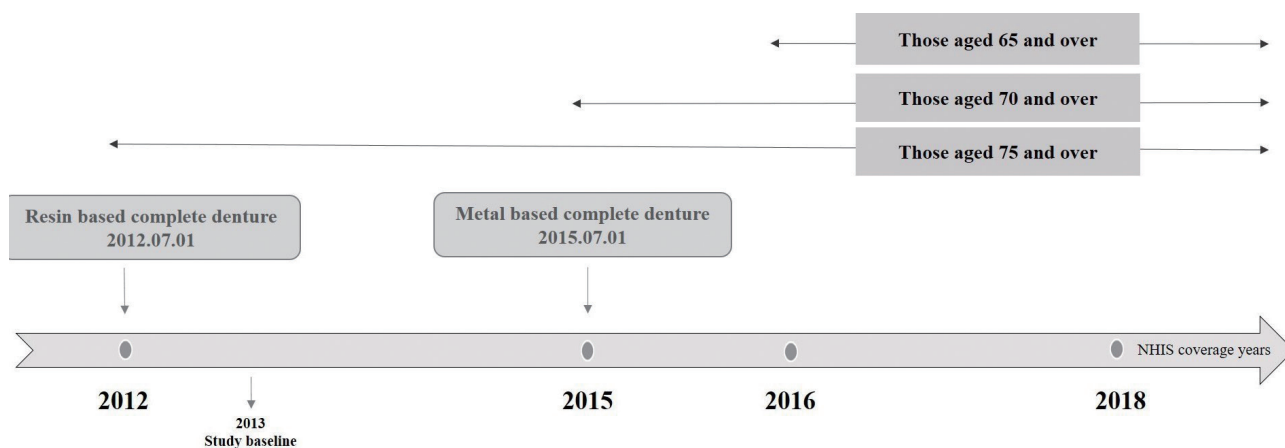 Those aged 65 and over
Those aged 70 and over
Those aged 75 and over
Resin based complete denture
2012.07.01
Metal based complete denture
2015.07.01
NHIS coverage years
2012
2015
2016
2018
2013
Study baseline